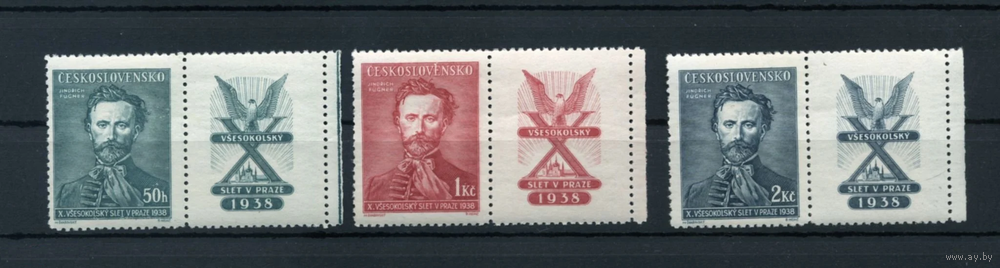 ČESKOSLOVENSKO
JINDŘICH
FÜGNER
50h
X. VŠESOKOLSKÝ SLET V PRAZE 1938
VŠESOKOLSKÝ
SLET V PRAZE
1938
ČESKOSLOVENSKO
JINDŘICH
FÜGNER
1Kč
X. VŠESOKOLSKÝ SLET V PRAZE 1938
VŠESOKOLSKÝ
SLET V PRAZE
1938
ČESKOSLOVENSKO
JINDŘICH
FÜGNER
2Kč
X. VŠESOKOLSKÝ SLET V PRAZE 1938
VŠESOKOLSKÝ
SLET V PRAZE
1938
www.ay.by